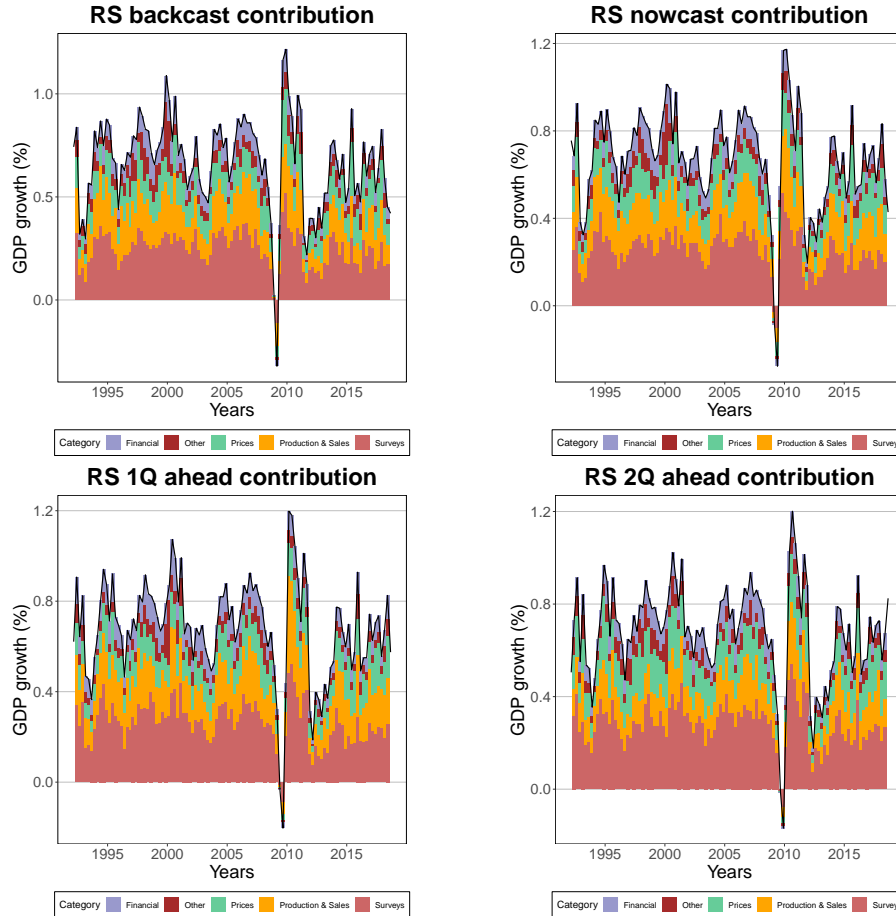 RS backcast contribution
GDP growth (%)
1.0
0.5
0.0
1995 2000 2005 2010 2015
Years
Category Financial Other Prices Production & Sales Surveys
RS nowcast contribution
GDP growth (%)
1.2
0.8
0.4
0.0
1995 2000 2005 2010 2015
Years
Category Financial Other Prices Production & Sales Survey
RS 1Q ahead contribution
GDP growth (%)
1.2
0.8
0.4
0.0
1995 2000 2005 2010 2015
Years
Category Financial Other Prices Production & Sales Surveys
RS 2Q ahead contribution
GDP growth (%)
1.2
0.8
0.4
0.0
1995 2000 2005 2010 2015
Years
Category Financial Other Prices Production & Sales Survey